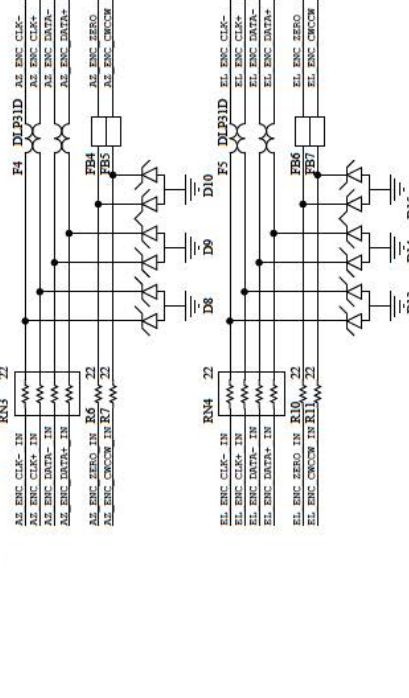 AZ ENC CLK-
AZ ENC CLK+
AZ ENC DATA-
AZ ENC DATA+
AZ ENC ZERO
AZ ENC CWCCW
F4 DLP31D
FB4
FB5
D10
D9
D8
RN3
22
R6 22
R7 22
AZ ENC CLK- IN
AZ ENC CLK+ IN
AZ ENC DATA- IN
AZ ENC DATA+ IN
AZ ENC ZERO IN
AZ ENC CWCCW IN
EL ENC CLK-
EL ENC CLK+
EL ENC DATA-
EL ENC DATA+
EL ENC ZERO
EL ENC CWCCW
F5 DLP31D
FB6
FB7
RN4
22
R10 22
R11 22
EL ENC CLK- IN
EL ENC CLK+ IN
EL ENC DATA- IN
EL ENC DATA+ IN
EL ENC ZERO IN
EL ENC CWCCW IN